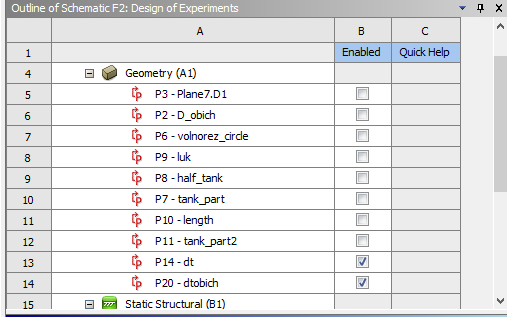 Outline of Schematic F2: Design of Experiments
A B C
1 Enabled Quick Help
4 Geometry (A1)
5 P3 - Plane7.D1
6 P2 - D_obich
7 P6 - volnorez_circle
8 P9 - luk
9 P8 - half_tank
10 P7 - tank_part
11 P10 - length
12 P11 - tank_part2
13 P14 - dt
14 P20 - dtobich
15 Static Structural (B1)